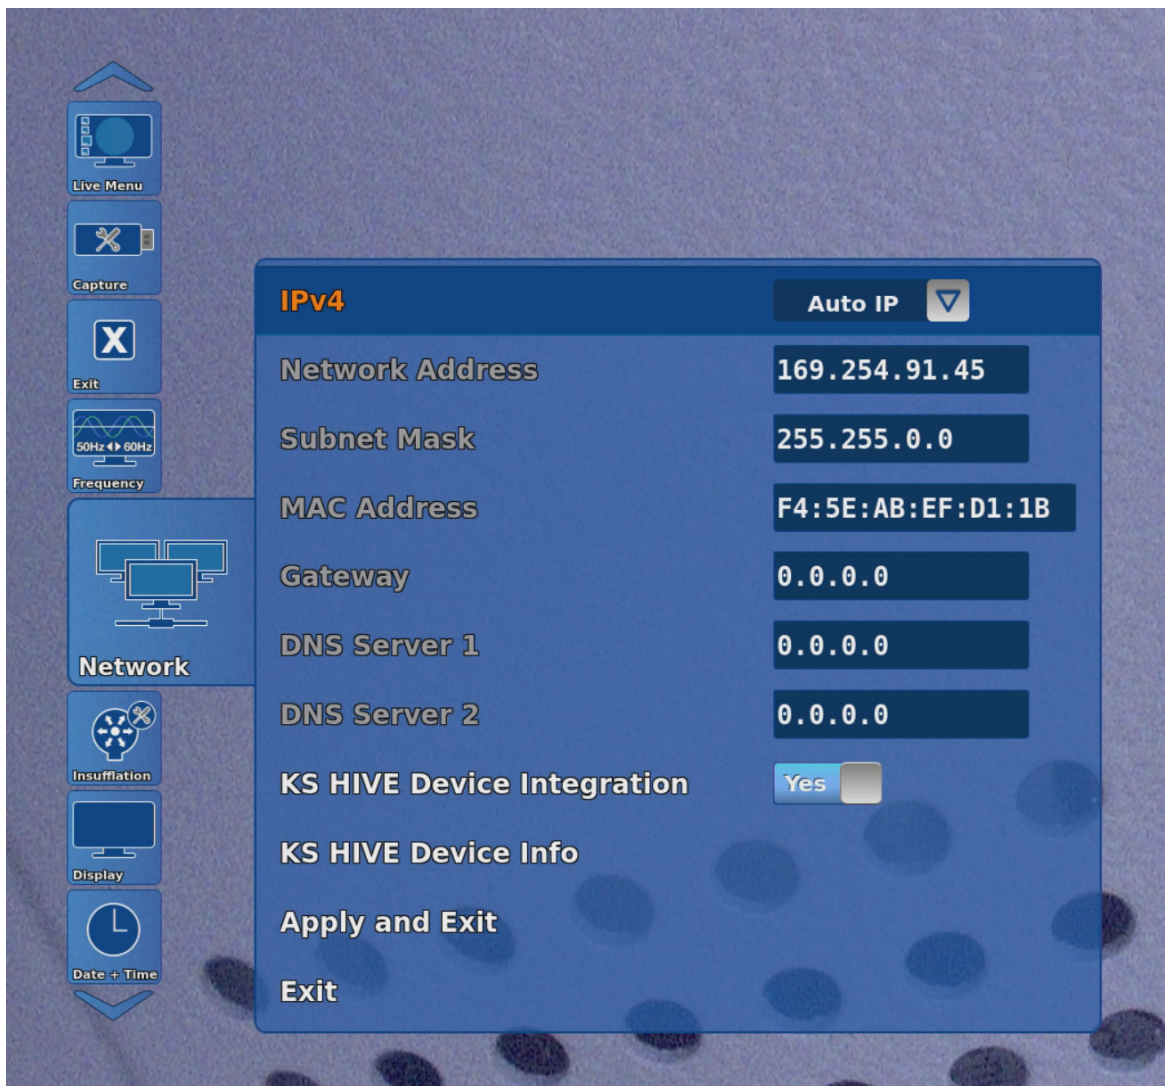 Live Menu
Capture
X
Exit
50Hz 60Hz
Frequency
Network
Insufflation
Display
Date + Time
IPv4 Auto IP
Network Address 169.254.91.45
Subnet Mask 255.255.0.0
MAC Address F4:5E:AB:EF:D1:1B
Gateway 0.0.0.0
DNS Server 1 0.0.0.0
DNS Server 2 0.0.0.0
KS HIVE Device Integration Yes
KS HIVE Device Info
Apply and Exit
Exit